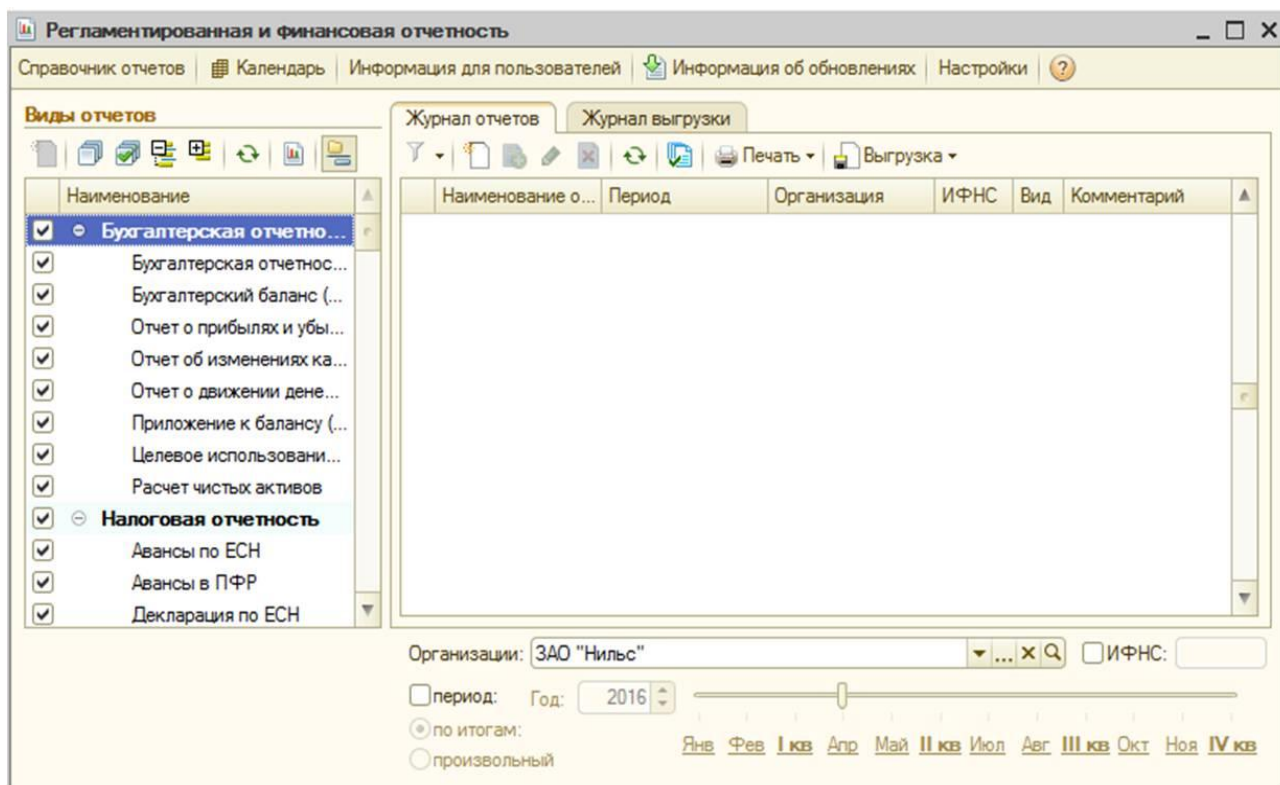 Регламентированная и финансовая отчетность
Справочник отчетов Календарь Информация для пользователей Информация об обновлениях Настройки ?
Виды отчетов
Журнал отчетов Журнал выгрузки
Печать Выгрузка
Наименование
Наименование о... Период Организация ИФНС Вид Комментарий
Бухгалтерская отчетно...
Бухгалтерская отчетнос...
Бухгалтерский баланс (...
Отчет о прибылях и убы...
Отчет об изменениях ка...
Отчет о движении дене...
Приложение к балансу (...
Целевое использовани...
Расчет чистых активов
Налоговая отчетность
Авансы по ЕСН
Авансы в ПФР
Декларация по ЕСН
Организации: ЗАО "Нильс" ... ИФНС:
период: Год: 2016
по итогам:
Янв Фев I кв Апр Май II кв Июл Авг III кв Окт Ноя IV кв
произвольный